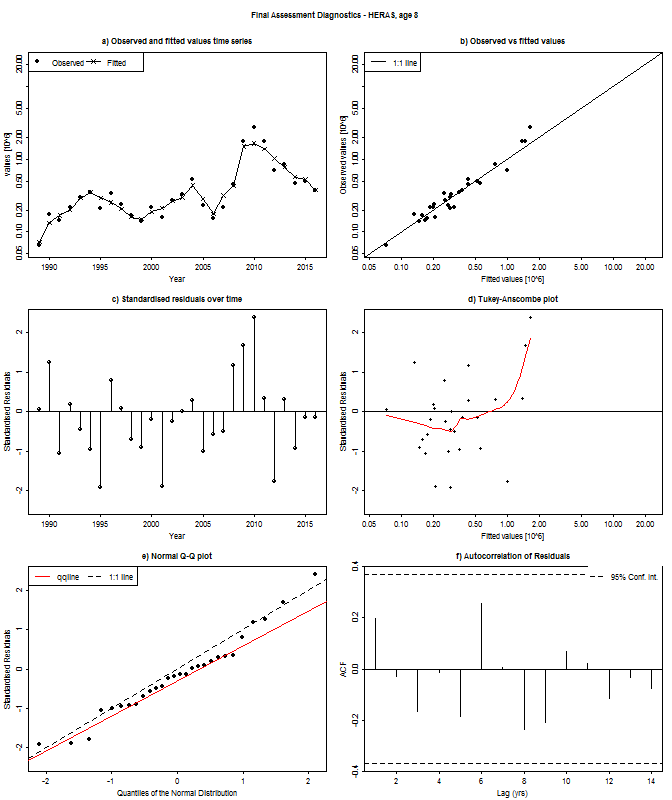 Final Assessment Diagnostics - HERAS, age 8
a) Observed and fitted values time series
Observed Fitted
values [10^6]
0.05 0.10 0.20 0.50 1.00 2.00 5.00 20.00
1990 1995 2000 2005 2010 2015
Year
b) Observed vs fitted values
1:1 line
Observed values [10^6]
0.05 0.10 0.20 0.50 1.00 2.00 5.00 20.00
0.05 0.10 0.20 0.50 1.00 2.00 5.00 10.00 20.00
Fitted values [10^6]
c) Standardised residuals over time
Standardised Residuals
-2 -1 0 1 2
1990 1995 2000 2005 2010 2015
Year
d) Tukey-Anscombe plot
Standardised Residuals
-2 -1 0 1 2
0.05 0.10 0.20 0.50 1.00 2.00 5.00 10.00 20.00
Fitted values [10^6]
e) Normal Q-Q plot
qqline 1:1 line
Standardised Residuals
-2 -1 0 1 2
-2 -1 0 1 2
Quantiles of the Normal Distribution
f) Autocorrelation of Residuals
95% Conf. Int.
ACF
-0.4 -0.2 0.0 0.2 0.4
2 4 6 8 10 12 14
Lag (yrs)